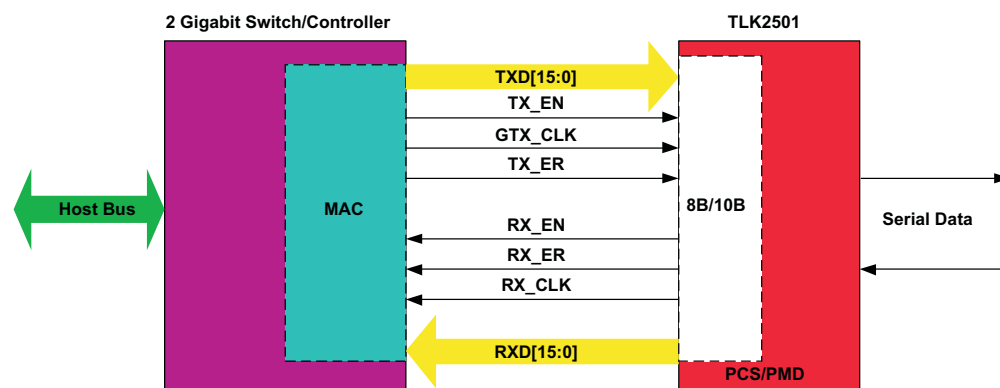 2 Gigabit Switch/Controller
TLK2501
TXD[15:0]
TX_EN
GTX_CLK
TX_ER
Host Bus
MAC
8B/10B
Serial Data
RX_EN
RX_ER
RX_CLK
RXD[15:0]
PCS/PMD